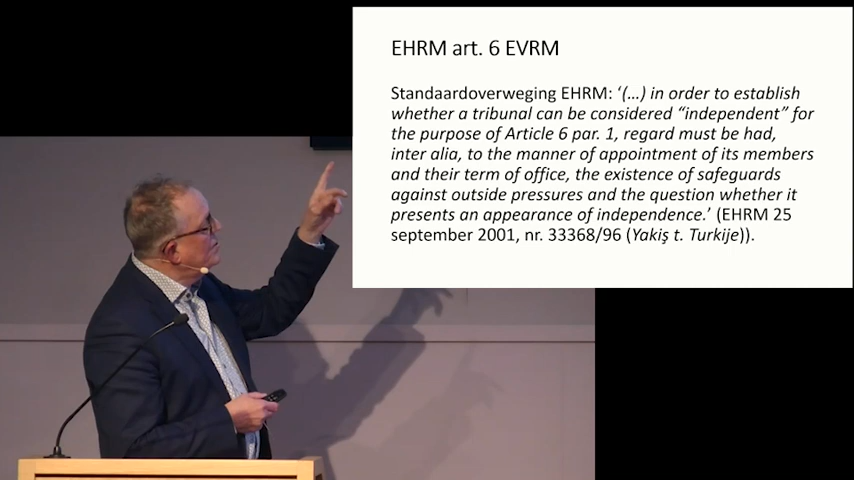 EHRM art. 6 EVRM
Standaardoverweging EHRM: ‘(…) in order to establish
whether a tribunal can be considered “independent” for
the purpose of Article 6 par. 1, regard must be had,
inter alia, to the manner of appointment of its members
and their term of office, the existence of safeguards
against outside pressures and the question whether it
presents an appearance of independence.’ (EHRM 25
september 2001, nr. 33368/96 (Yakiş t. Turkije)).